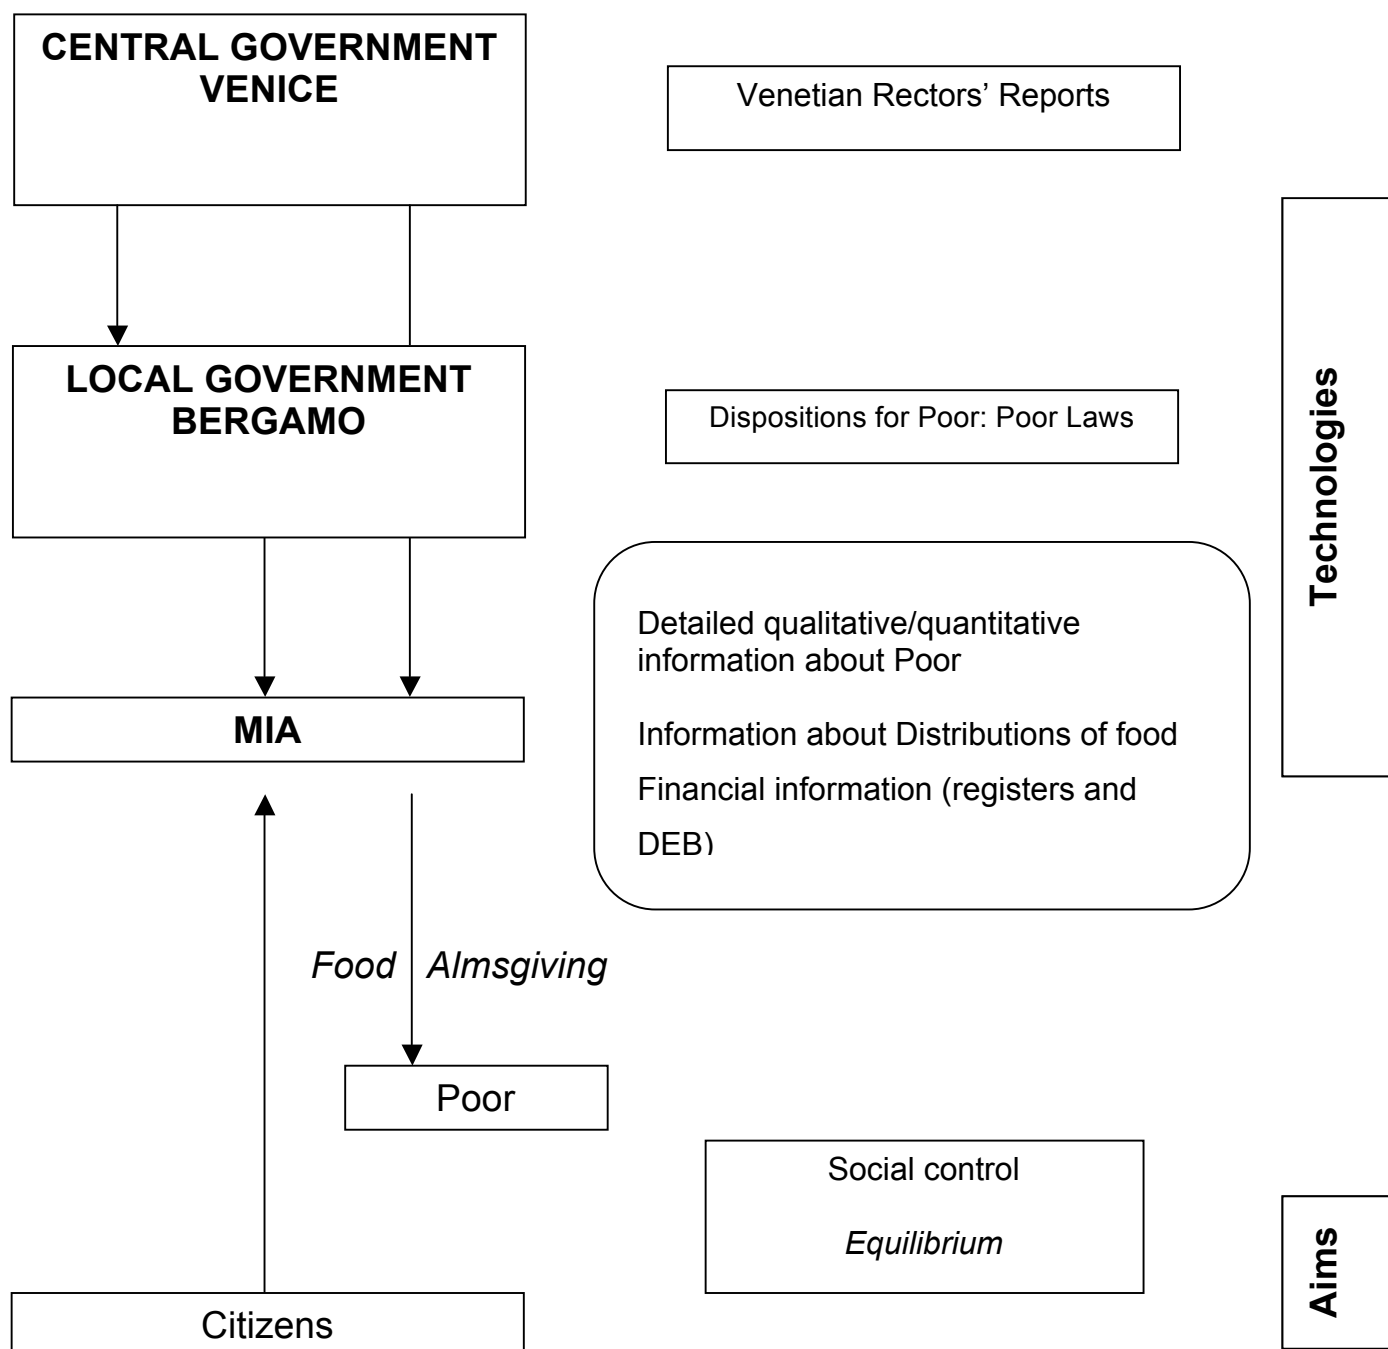 CENTRAL GOVERNMENT
VENICE
Venetian Rectors’ Reports
LOCAL GOVERNMENT
BERGAMO
Dispositions for Poor: Poor Laws
Technologies
Detailed qualitative/quantitative
information about Poor
MIA
Information about Distributions of food
Financial information (registers and
DEB)
Food Almsgiving
Poor
Social control
Equilibrium
Aims
Citizens